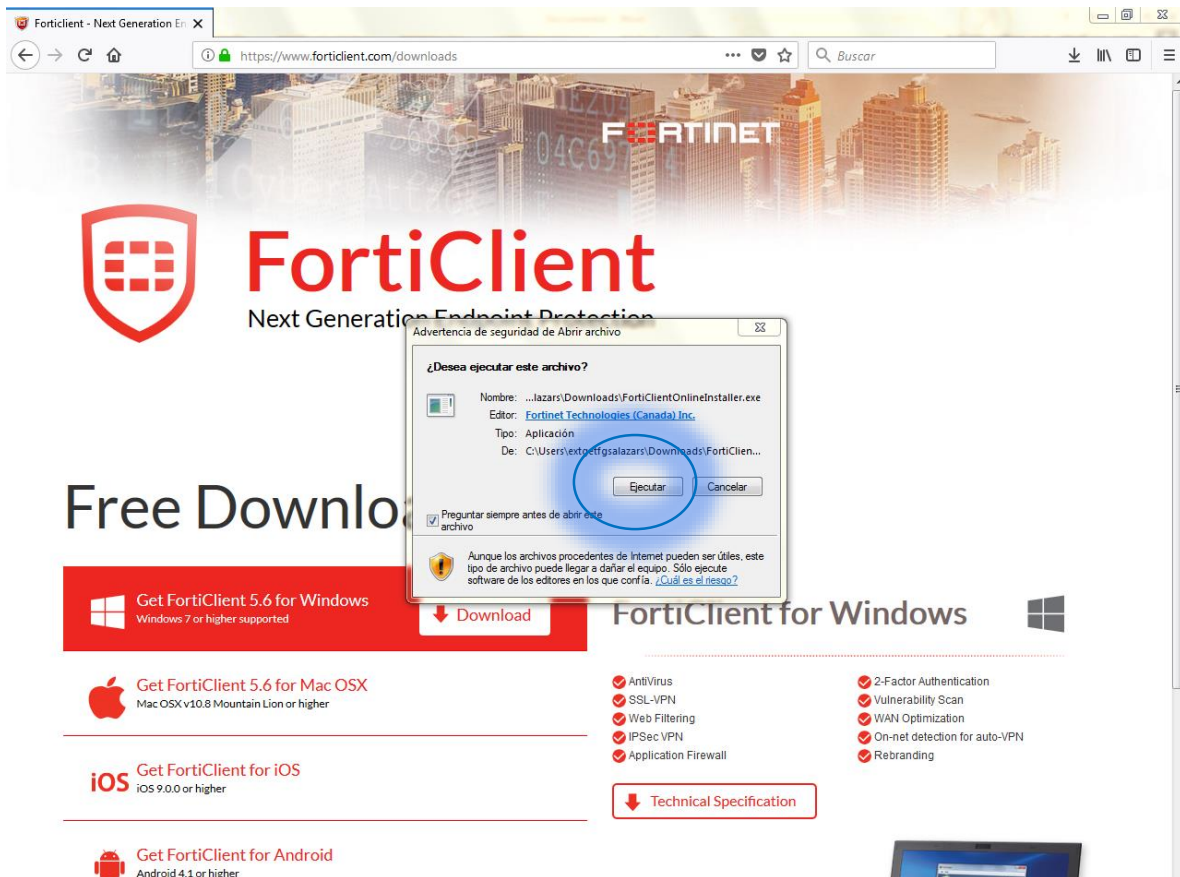 Forticlient - Next Generation En
https://www.forticlient.com/downloads
Buscar
FORTINET
FortiClient
Next Generation Endpoint Protection
Advertencia de seguridad de Abrir archivo
¿Desea ejecutar este archivo?
Nombre: ...lazars\Downloads\FortiClientOnlineInstaller.exe
Editor: Fortinet Technologies (Canada) Inc.
Tipo: Aplicación
De: C:\Users\extgetfgsalazars\Downloads\FortiClien...
Ejecutar Cancelar
Preguntar siempre antes de abrir este
archivo
Aunque los archivos procedentes de Internet pueden ser útiles, este
tipo de archivo puede llegar a dañar el equipo. Sólo ejecute
software de los editores en los que confía. ¿Cuál es el riesgo?
Free Downlo
Get FortiClient 5.6 for Windows
Windows 7 or higher supported
Download
Get FortiClient 5.6 for Mac OSX
Mac OSX v10.8 Mountain Lion or higher
iOS
Get FortiClient for iOS
iOS 9.0.0 or higher
Get FortiClient for Android
Android 4.1 or higher
FortiClient for Windows
AntiVirus
SSL-VPN
Web Filtering
IPSec VPN
Application Firewall
2-Factor Authentication
Vulnerability Scan
WAN Optimization
On-net detection for auto-VPN
Rebranding
Technical Specification